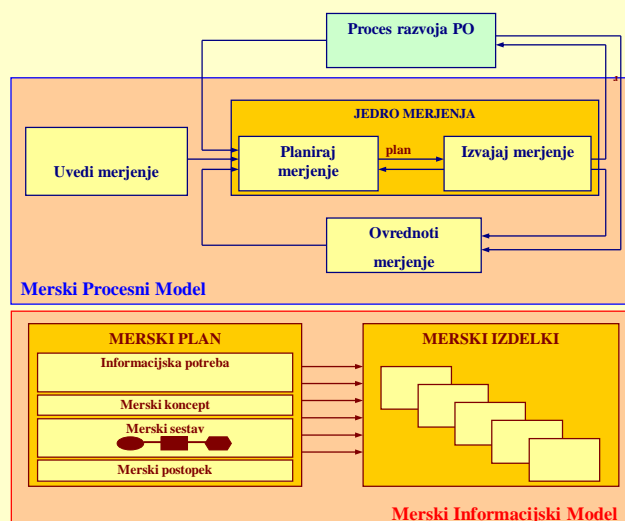 Proces razvoja PO
JEDRO MERJENJA
Uvedi merjenje
Planiraj
merjenje
plan
Izvajaj merjenje
Ovrednoti
merjenje
Merski Procesni Model
MERSKI PLAN
Informacijska potreba
Merski koncept
Merski sestav
Merski postopek
MERSKI IZDELKI
Merski Informacijski Model